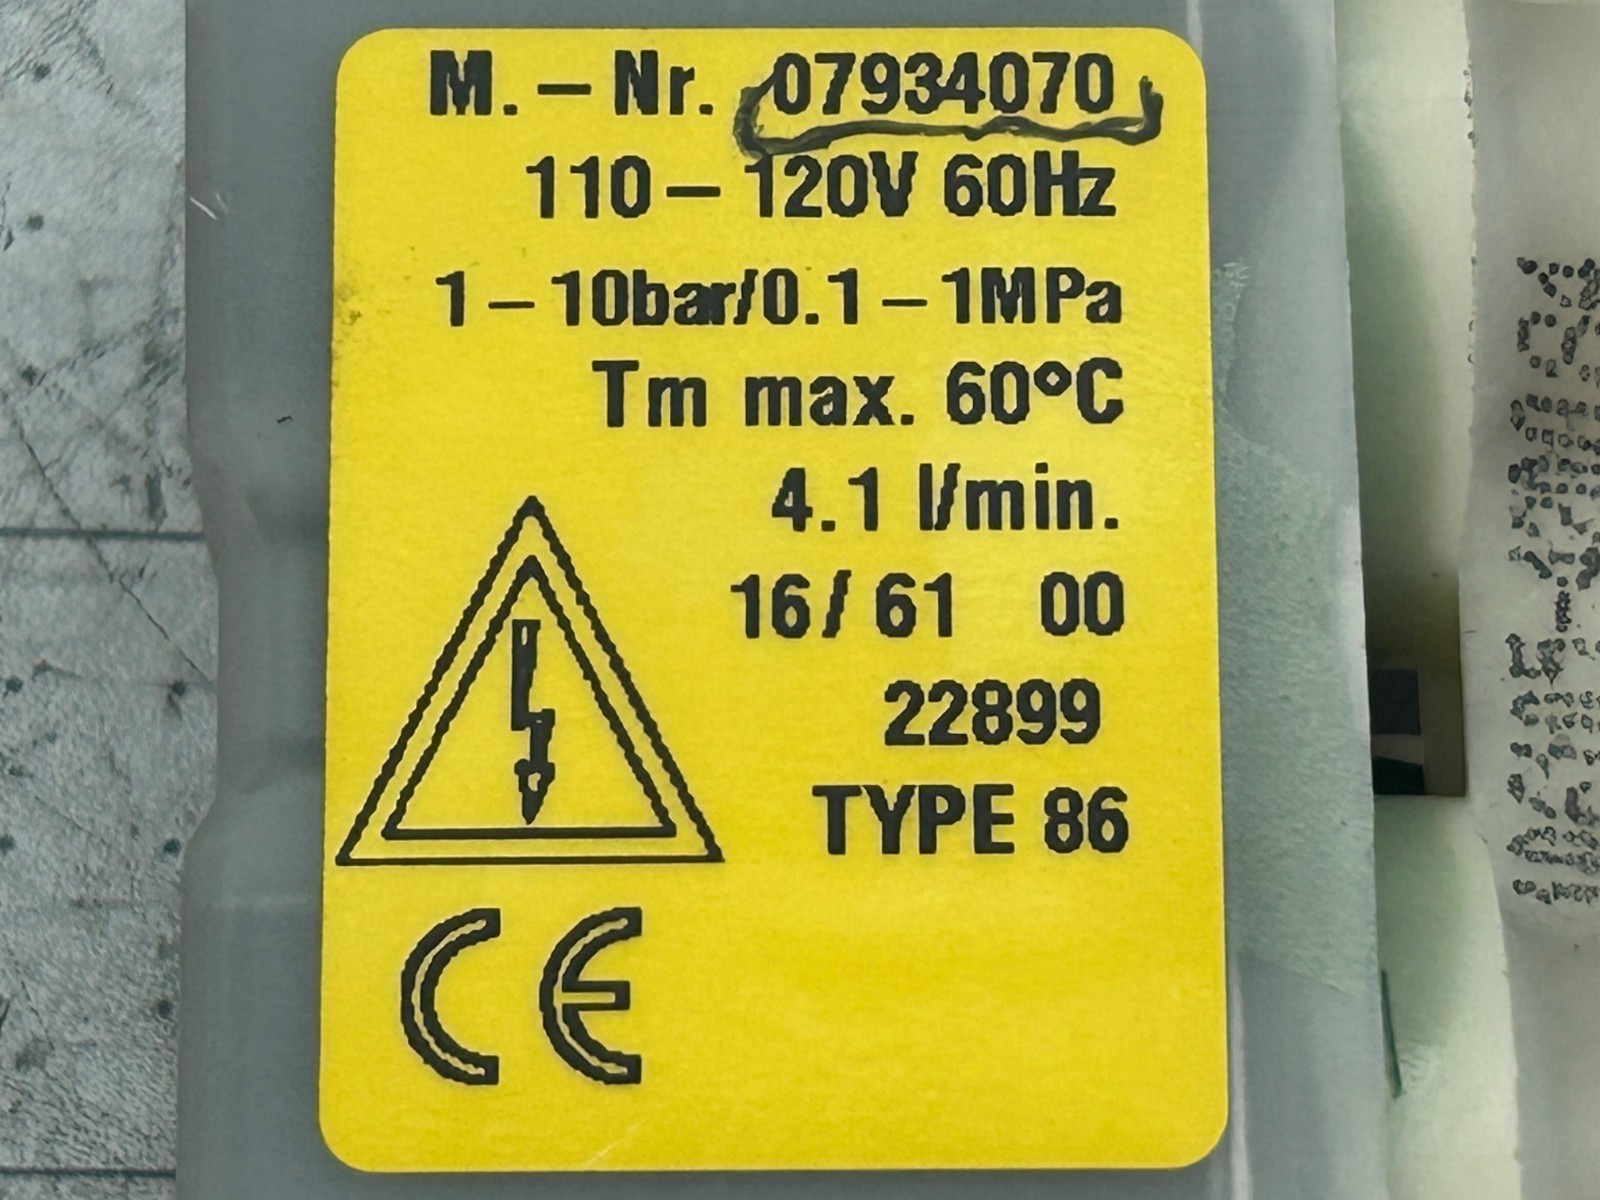 M. – Nr. 07934070
110 – 120V 60Hz
1 – 10bar/0.1 – 1MPa
Tm max. 60°C
4.1 l/min.
16/ 61 00
22899
TYPE 86
CE